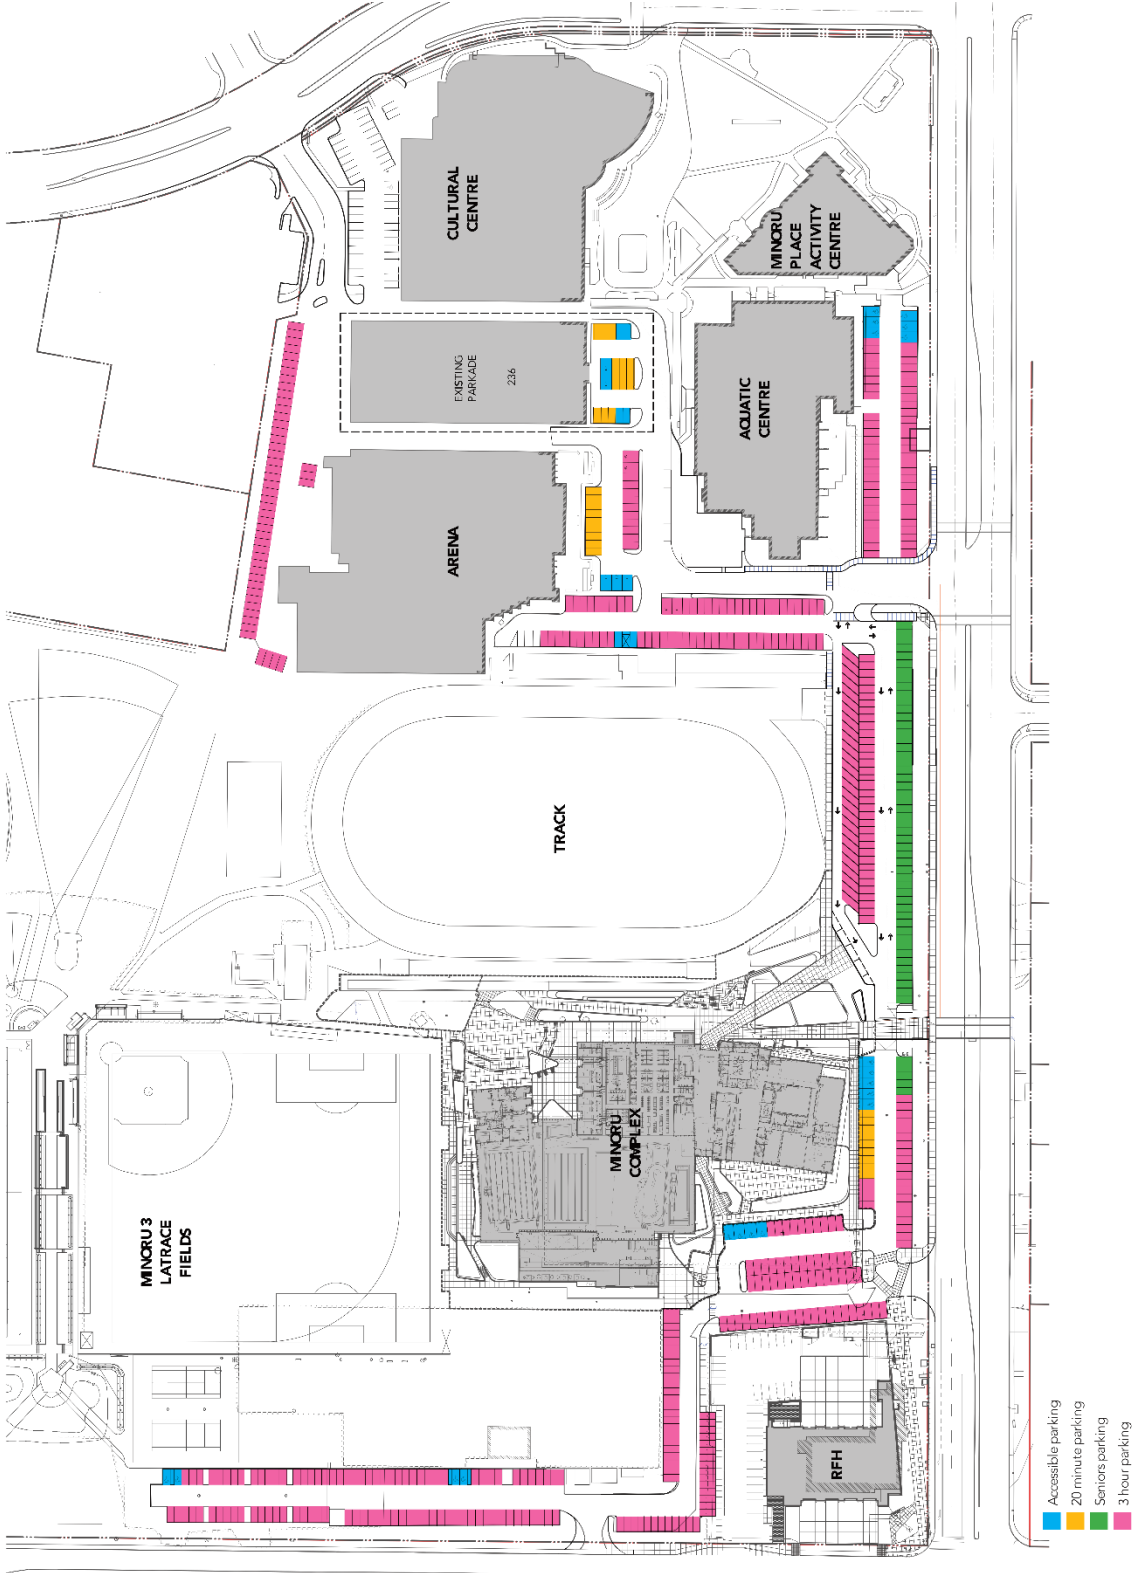 CULTURAL
CENTRE
MINORU
PLACE
ACTIVITY
CENTRE
EXISTING
PARKADE
236
AQUATIC
CENTRE
ARENA
TRACK
MINORU
COMPLEX
MINORU 3
LATRACE
FIELDS
RFH
Accessible parking
20 minute parking
Seniors parking
3 hour parking